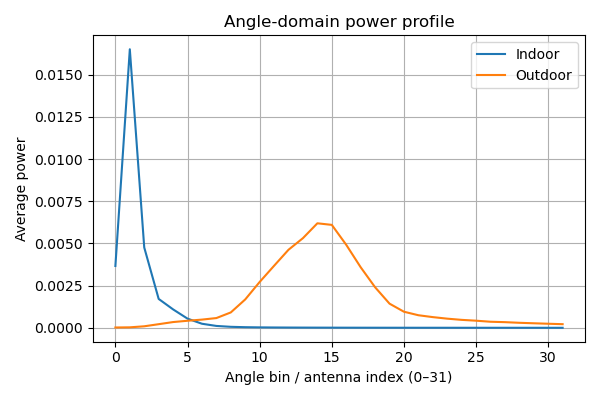 Angle-domain power profile
Indoor
Outdoor
Average power
0.0150
0.0125
0.0100
0.0075
0.0050
0.0025
0.0000
0 5 10 15 20 25 30
Angle bin / antenna index (0–31)